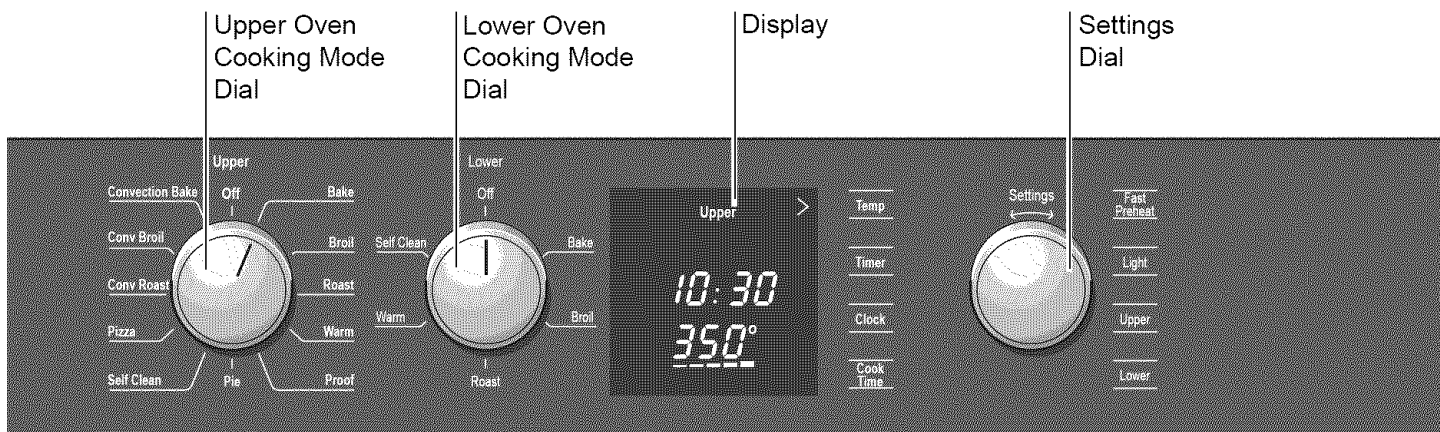 Upper Oven
Cooking Mode
Dial
Lower Oven
Cooking Mode
Dial
Display
Settings
Dial
Upper
Convection Bake
Off
Bake
Conv Broil
Broil
Conv Roast
Roast
Pizza
Warm
Self Clean
Pie
Proof
Lower
Off
Self Clean
Bake
Warm
Broil
Roast
Upper >
10:30
350°
Temp
Timer
Clock
Cook
Time
Settings
Fast
Preheat
Light
Upper
Lower